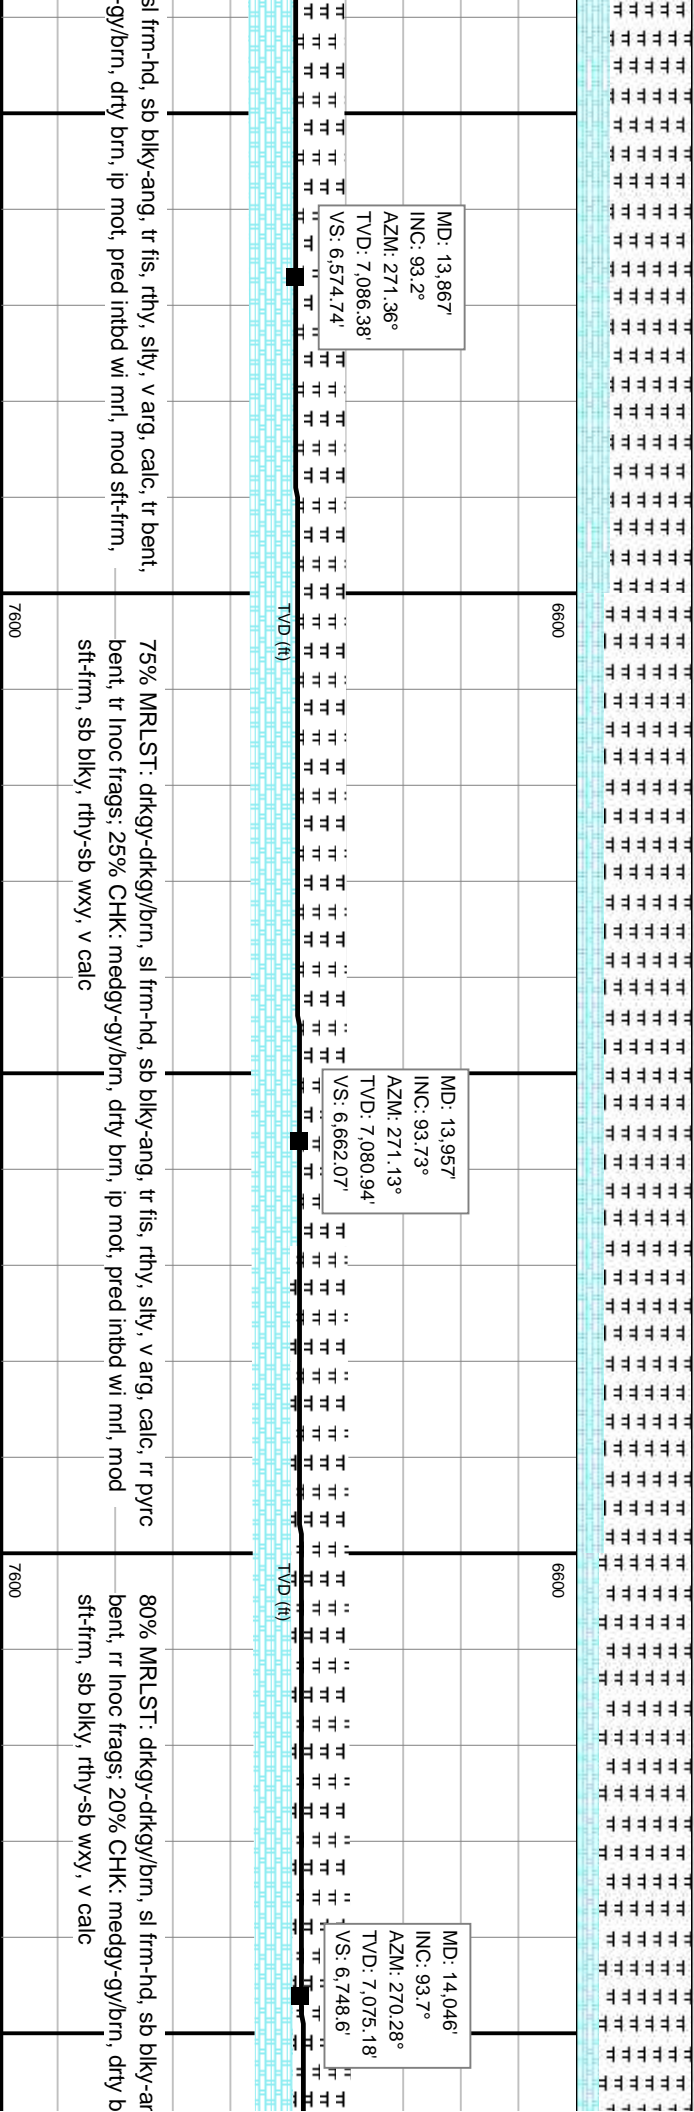 sl frm-hd, sb blky-ang, tr fis, rthy, slty, v arg, calc, tr bent,
-gy/brn, drty brn, ip mot, pred intbd wi mrl, mod sft-frm,
MD: 13,867'
INC: 93.2°
AZM: 271.36°
TVD: 7,086.38'
VS: 6,574.74'
6600
TVD (ft)
7600
75% MRLST: drkgy-drkgy/brn, sl frm-hd, sb blky-ang, tr fis, rthy, slty, v arg, calc, rr pyrc
bent, tr Inoc frags; 25% CHK: medgy-gy/brn, drty brn, ip mot, pred intbd wi mrl, mod
sft-frm, sb blky, rthy-sb wxy, v calc
MD: 13,957'
INC: 93.73°
AZM: 271.13°
TVD: 7,080.94'
VS: 6,662.07'
6600
TVD (ft)
7600
80% MRLST: drkgy-drkgy/brn, sl frm-hd, sb blky-ar
bent, rr Inoc frags; 20% CHK: medgy-gy/brn, drty b
sft-frm, sb blky, rthy-sb wxy, v calc
MD: 14,046'
INC: 93.7°
AZM: 270.28°
TVD: 7,075.18'
VS: 6,748.6'